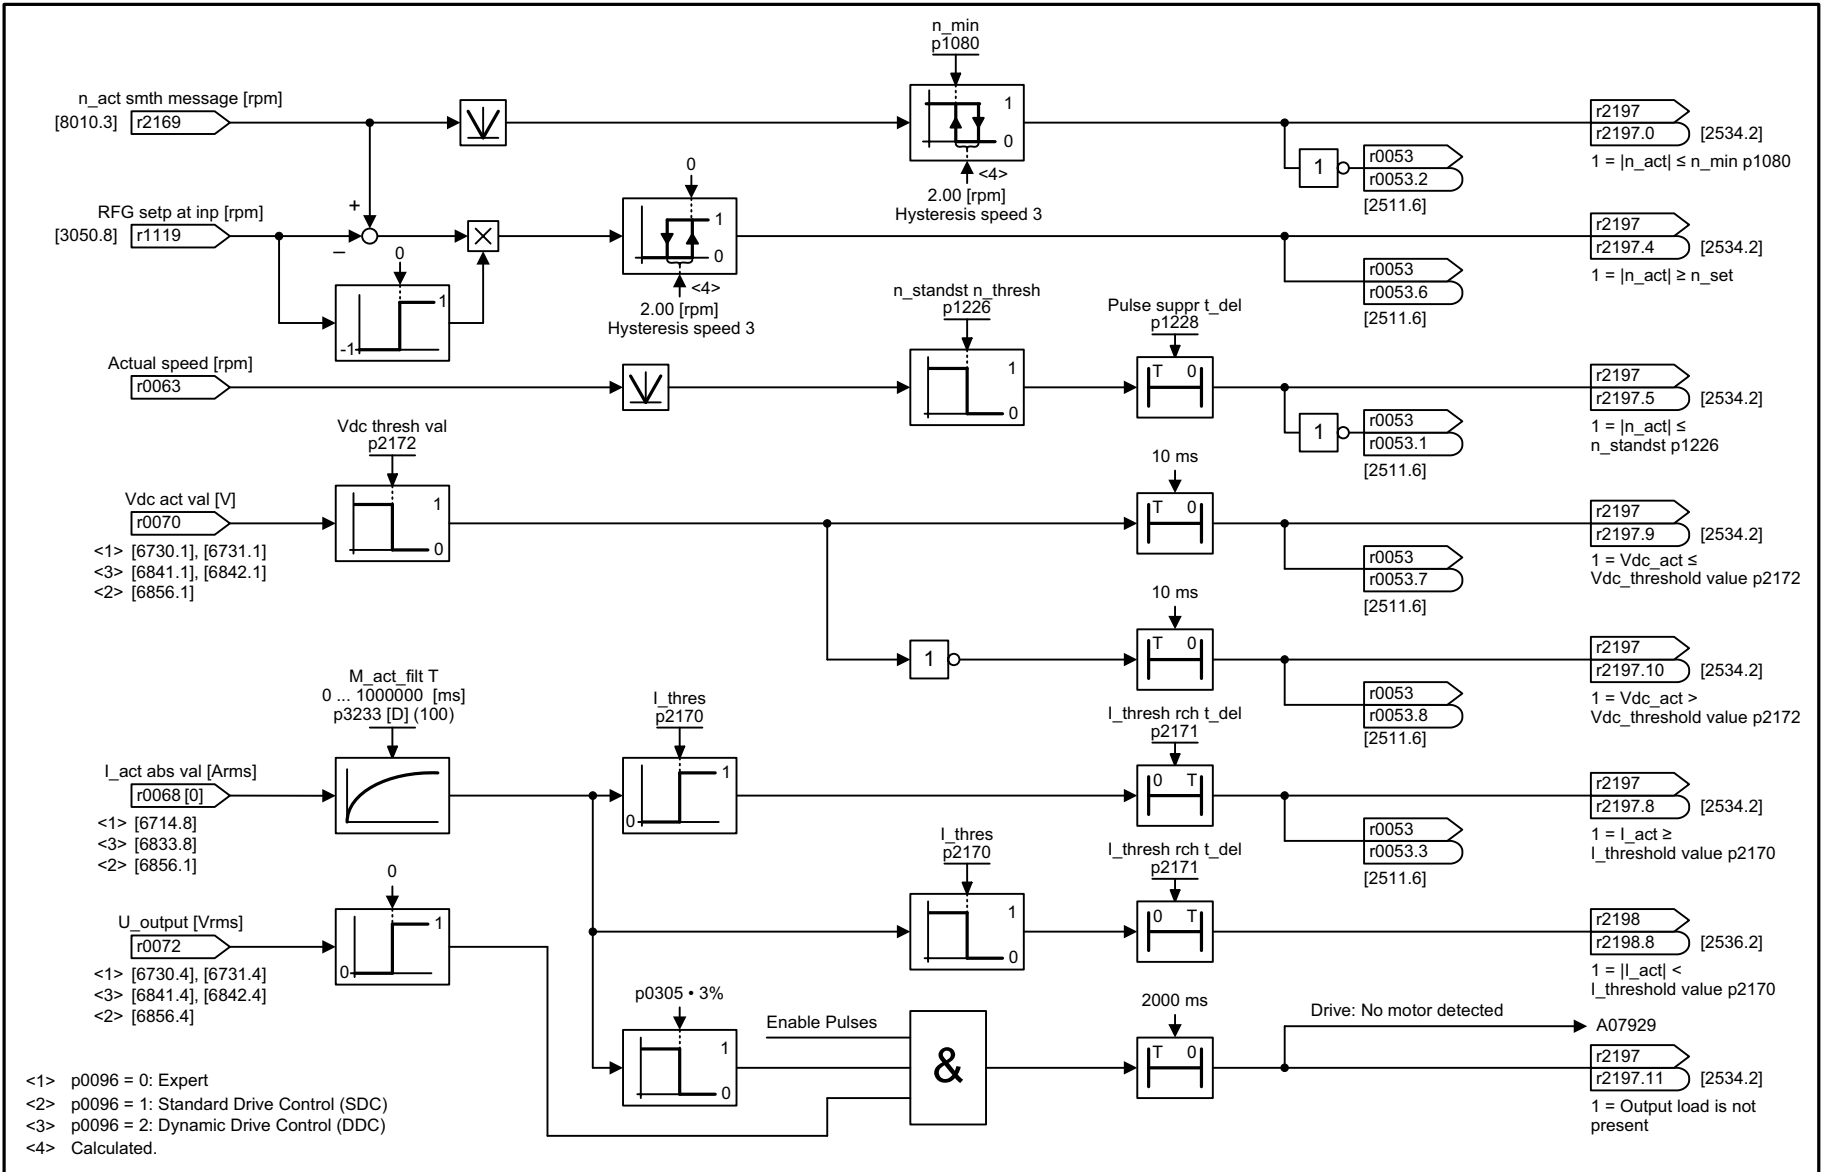 n_min
p1080
n_act smth message [rpm]
[8010.3] r2169
1
0
<4>
2.00 [rpm]
Hysteresis speed 3
r2197
r2197.0 [2534.2]
1 = |n_act| ≤ n_min p1080
1
r0053
r0053.2
[2511.6]
RFG setp at inp [rpm]
[3050.8] r1119
+
–
0
1
-1
0
1
0
<4>
2.00 [rpm]
Hysteresis speed 3
r2197
r2197.4 [2534.2]
1 = |n_act| ≥ n_set
r0053
r0053.6
[2511.6]
Actual speed [rpm]
r0063
n_standst n_thresh
p1226
1
0
Pulse suppr t_del
p1228
T 0
r2197
r2197.5 [2534.2]
1 = |n_act| ≤
n_standst p1226
1
r0053
r0053.1
[2511.6]
Vdc thresh val
p2172
Vdc act val [V]
r0070
<1> [6730.1], [6731.1]
<3> [6841.1], [6842.1]
<2> [6856.1]
1
0
10 ms
T 0
r2197
r2197.9 [2534.2]
1 = Vdc_act ≤
Vdc_threshold value p2172
r0053
r0053.7
[2511.6]
1
10 ms
T 0
r2197
r2197.10 [2534.2]
1 = Vdc_act >
Vdc_threshold value p2172
r0053
r0053.8
[2511.6]
M_act_filt T
0 ... 1000000 [ms]
p3233 [D] (100)
I_act abs val [Arms]
r0068 [0]
<1> [6714.8]
<3> [6833.8]
<2> [6856.1]
I_thres
p2170
1
0
I_thresh rch t_del
p2171
0 T
r2197
r2197.8 [2534.2]
1 = I_act ≥
I_threshold value p2170
r0053
r0053.3
[2511.6]
I_thres
p2170
1
0
I_thresh rch t_del
p2171
0 T
r2198
r2198.8 [2536.2]
1 = |I_act| <
I_threshold value p2170
U_output [Vrms]
r0072
<1> [6730.4], [6731.4]
<3> [6841.4], [6842.4]
<2> [6856.4]
0
1
0
p0305 • 3%
1
0
Enable Pulses
&
2000 ms
T 0
Drive: No motor detected
A07929
r2197
r2197.11 [2534.2]
1 = Output load is not
present
<1> p0096 = 0: Expert
<2> p0096 = 1: Standard Drive Control (SDC)
<3> p0096 = 2: Dynamic Drive Control (DDC)
<4> Calculated.